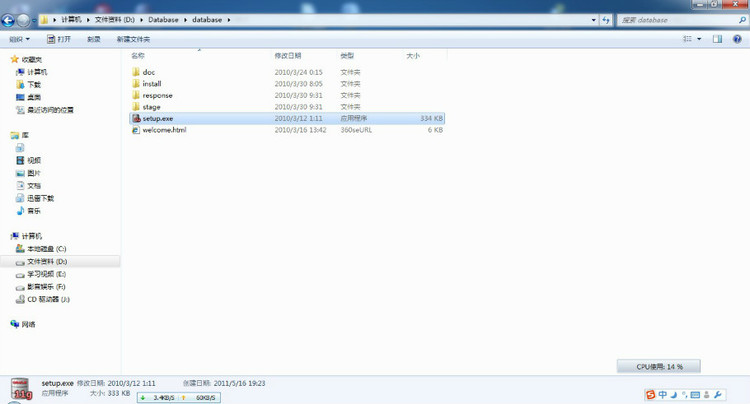 计算机 ▸ 文件资料 (D:) ▸ Database ▸ database ▸
搜索 database
组织 ▼ 打开 刻录 新建文件夹
名称 修改日期 类型 大小
doc 2010/3/24 0:15 文件夹
install 2010/3/30 8:05 文件夹
response 2010/3/30 9:31 文件夹
stage 2010/3/30 9:31 文件夹
setup.exe 2010/3/12 1:11 应用程序 334 KB
welcome.html 2010/3/16 13:42 360seURL 6 KB
收藏夹
计算机
下载
桌面
最近访问的位置
库
视频
图片
文档
迅雷下载
音乐
计算机
本地磁盘 (C:)
文件资料 (D:)
学习视频 (E:)
影音娱乐 (F:)
CD 驱动器 (J:)
网络
CPU使用: 14 %
setup.exe 修改日期: 2010/3/12 1:11 创建日期: 2011/5/16 19:23
应用程序 大小: 333 KB
3.4KB/S 60KB/S
11g
S 中